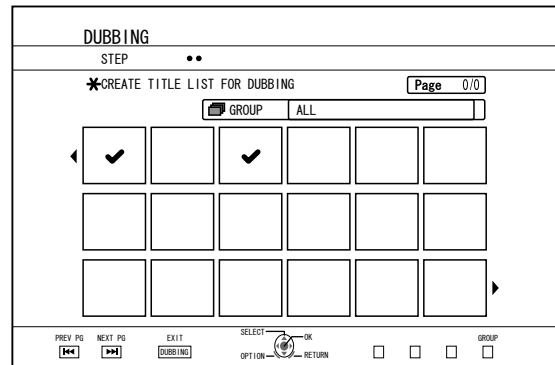 DUBBING
STEP
CREATE TITLE LIST FOR DUBBING
Page 0/0
GROUP ALL
PREV PG NEXT PG EXIT SELECT OK GROUP
DUBBING OPTION RETURN